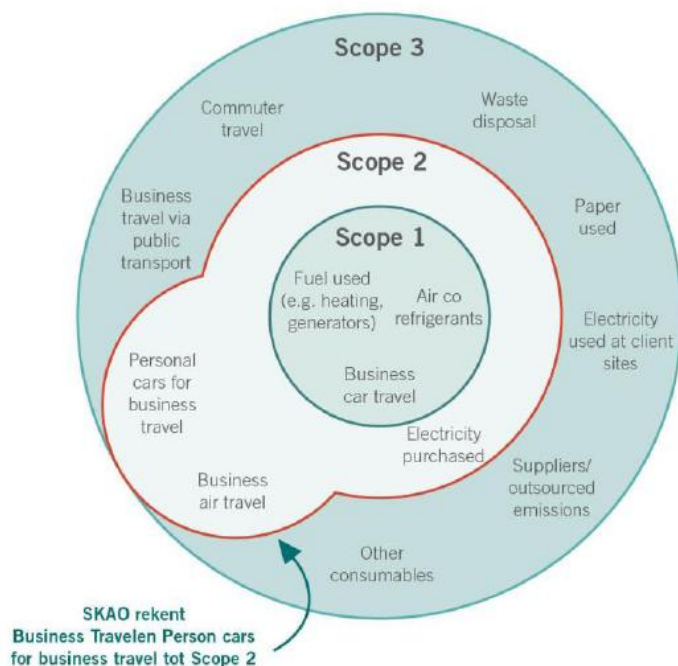 Scope 3
Commuter
travel
Waste
disposal
Scope 2
Business
travel via
public
transport
Paper
used
Scope 1
Fuel used
(e.g. heating,
generators)
Air co
refrigerants
Electricity
used at client
sites
Personal
cars for
business
travel
Business
car travel
Electricity
purchased
Business
air travel
Suppliers/
outsourced
emissions
Other
consumables
SKAO rekent
Business Travelen Person cars
for business travel tot Scope 2